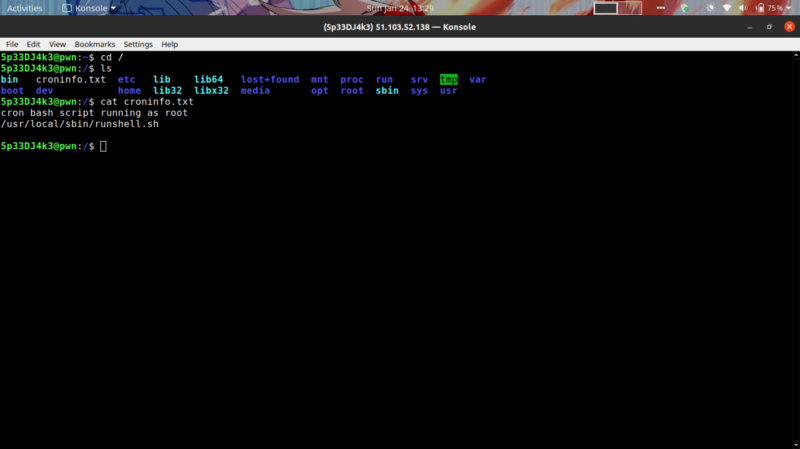 Activities Konsole Sun Jan 24 13:29 75%
(5p33DJ4k3) 51.103.52.138 — Konsole
File Edit View Bookmarks Settings Help
5p33DJ4k3@pwn:~$ cd /
5p33DJ4k3@pwn:/$ ls
bin croninfo.txt etc lib lib64 lost+found mnt proc run srv tmp var
boot dev home lib32 libx32 media opt root sbin sys usr
5p33DJ4k3@pwn:/$ cat croninfo.txt
cron bash script running as root
/usr/local/sbin/runshell.sh
5p33DJ4k3@pwn:/$